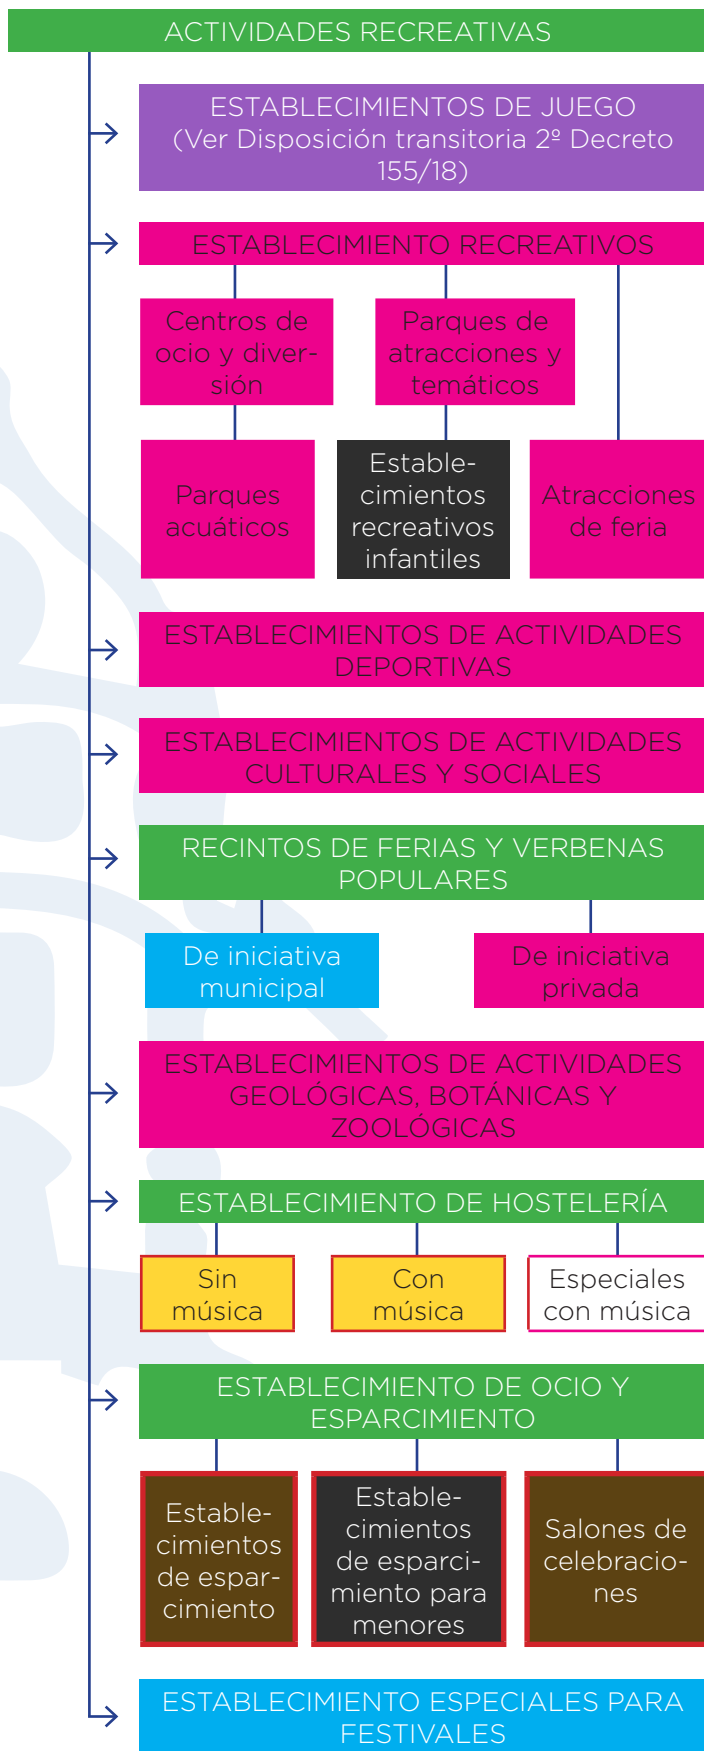 ACTIVIDADES RECREATIVAS
ESTABLECIMIENTOS DE JUEGO
(Ver Disposición transitoria 2º Decreto
155/18)
ESTABLECIMIENTO RECREATIVOS
Centros de
ocio y diver-
sión
Parques de
atracciones y
temáticos
Parques
acuáticos
Estable-
cimientos
recreativos
infantiles
Atracciones
de feria
ESTABLECIMIENTOS DE ACTIVIDADES
DEPORTIVAS
ESTABLECIMIENTOS DE ACTIVIDADES
CULTURALES Y SOCIALES
RECINTOS DE FERIAS Y VERBENAS
POPULARES
De iniciativa
municipal
De iniciativa
privada
ESTABLECIMIENTOS DE ACTIVIDADES
GEOLÓGICAS, BOTÁNICAS Y
ZOOLÓGICAS
ESTABLECIMIENTO DE HOSTELERÍA
Sin
música
Con
música
Especiales
con música
ESTABLECIMIENTO DE OCIO Y
ESPARCIMIENTO
Estable-
cimientos
de espar-
cimiento
Estable-
cimientos
de esparci-
miento para
menores
Salones de
celebracio-
nes
ESTABLECIMIENTO ESPECIALES PARA
FESTIVALES